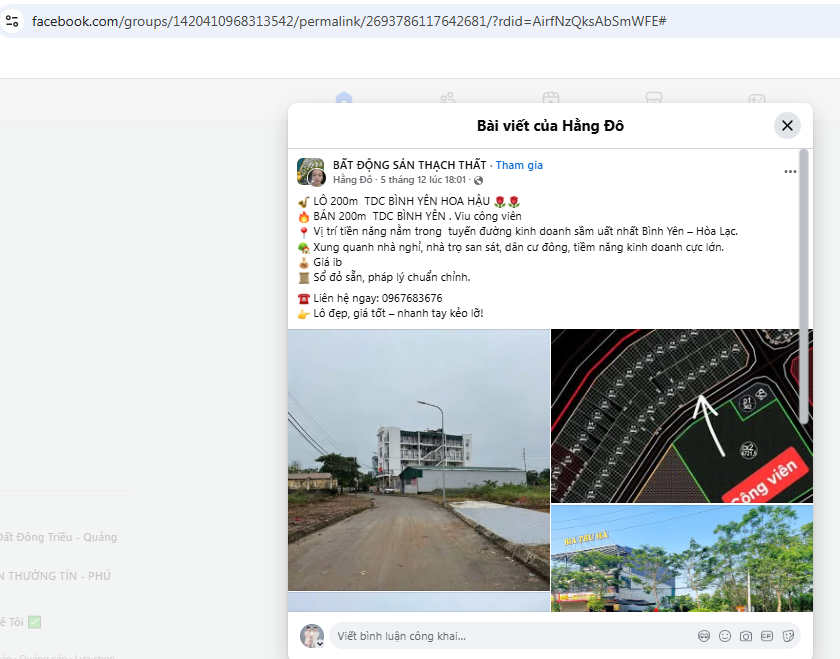 facebook.com/groups/1420410968313542/permalink/2693786117642681/?rdid=AirfNzQksAbSmWFE#
Bài viết của Hằng Đô
BẤT ĐỘNG SẢN THẠCH THẤT · Tham gia
Hằng Đô · 5 tháng 12 lúc 18:01 ·
🎷 LÔ 200m TDC BÌNH YÊN HOA HẬU 🌹🌹
🔥 BÁN 200m TDC BÌNH YÊN . Viu công viên
📍 Vị trí tiền năng nằm trong tuyến đường kinh doanh sầm uất nhất Bình Yên – Hòa Lạc.
🏡 Xung quanh nhà nghỉ, nhà trọ san sát, dân cư đông, tiềm năng kinh doanh cực lớn.
💰 Giá ib
📜 Sổ đỏ sẵn, pháp lý chuẩn chỉnh.
☎️ Liên hệ ngay: 0967683676
👉 Lô đẹp, giá tốt – nhanh tay kẻo lỡ!
Công viên
Đất Đông Triều - Quảng
THƯỜNG TÍN - PHÚ
Tôi ✅
Viết bình luận công khai...
GIF